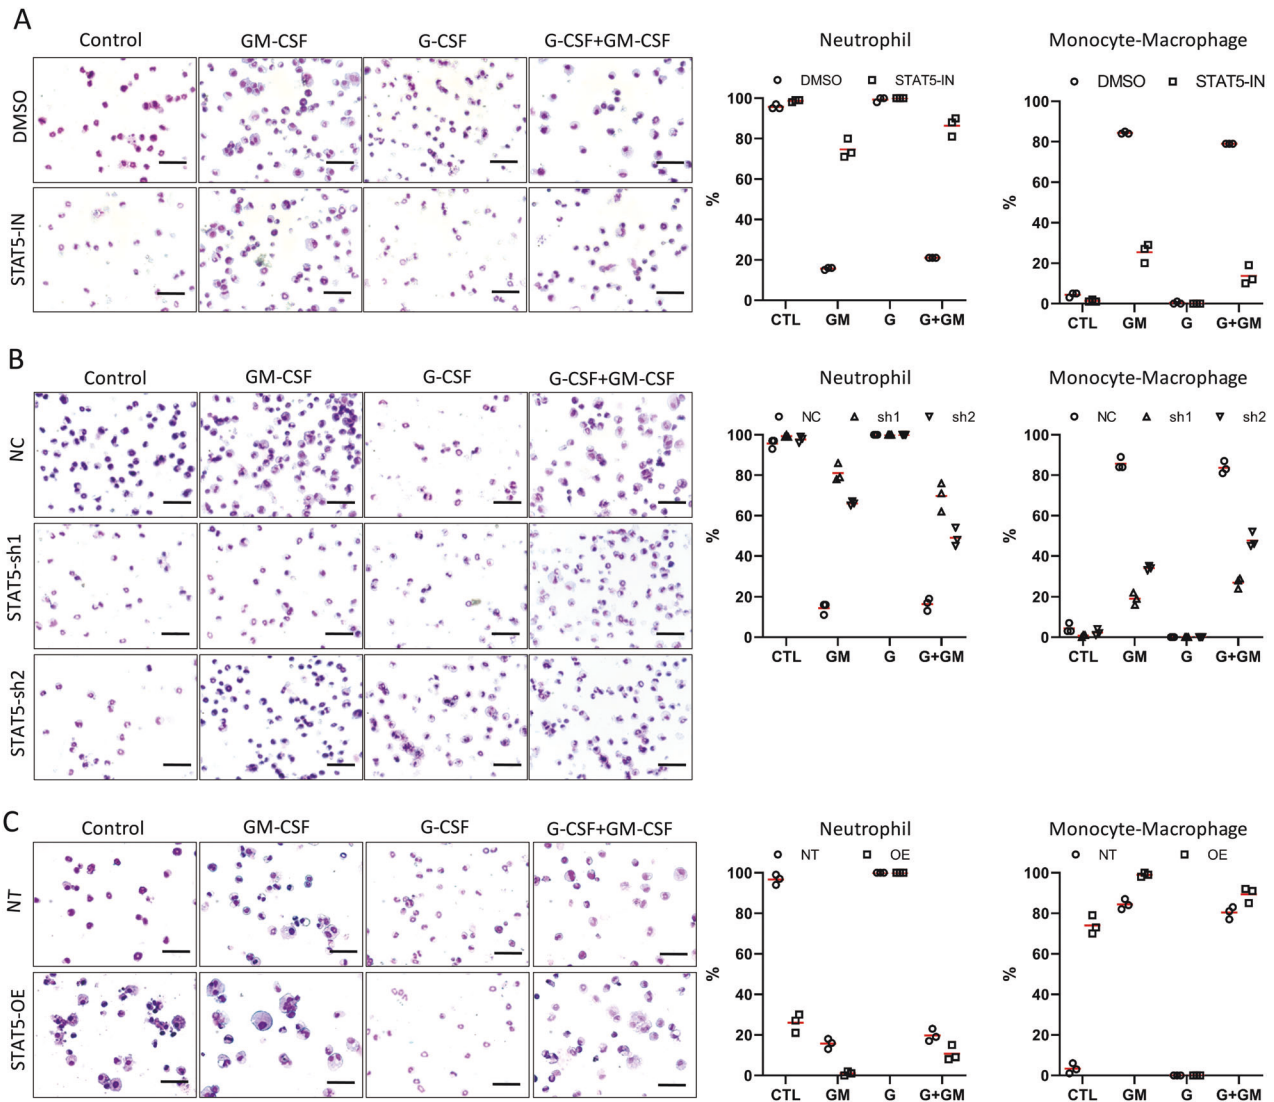 A
Control GM-CSF G-CSF G-CSF+GM-CSF
DMSO
STAT5-IN
Neutrophil
DMSO STAT5-IN
100
80
60
40
20
0
%
CTL GM G G+GM
Monocyte-Macrophage
DMSO STAT5-IN
100
80
60
40
20
0
%
CTL GM G G+GM
B
Control GM-CSF G-CSF G-CSF+GM-CSF
NC
STAT5-sh1
STAT5-sh2
Neutrophil
NC sh1 sh2
100
80
60
40
20
0
%
CTL GM G G+GM
Monocyte-Macrophage
NC sh1 sh2
100
80
60
40
20
0
%
CTL GM G G+GM
C
Control GM-CSF G-CSF G-CSF+GM-CSF
NT
STAT5-OE
Neutrophil
NT OE
100
80
60
40
20
0
%
CTL GM G G+GM
Monocyte-Macrophage
NT OE
100
80
60
40
20
0
%
CTL GM G G+GM